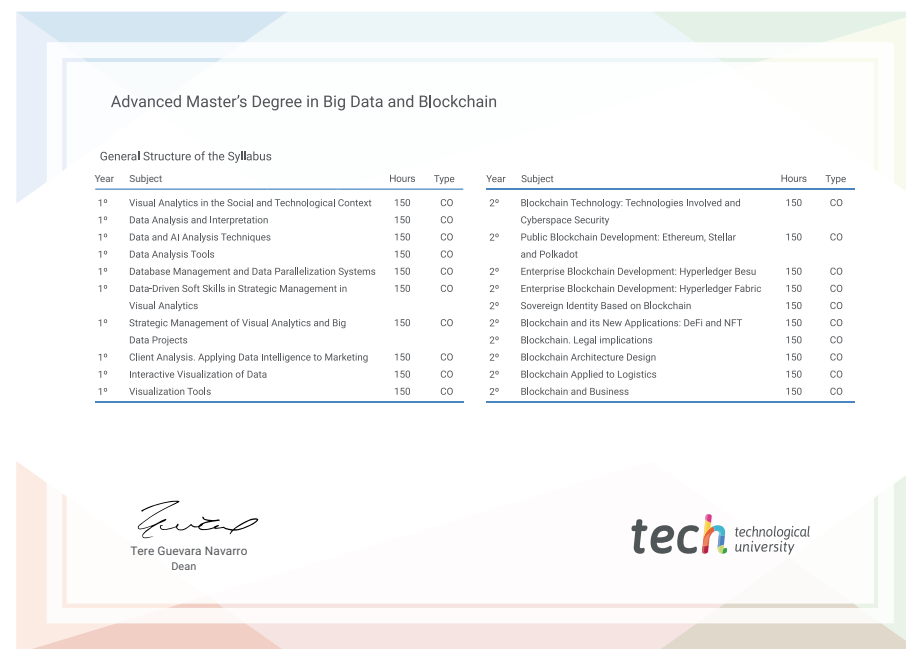 Advanced Master's Degree in Big Data and Blockchain
General Structure of the Syllabus
Year Subject Hours Type
1º Visual Analytics in the Social and Technological Context 150 CO
1º Data Analysis and Interpretation 150 CO
1º Data and AI Analysis Techniques 150 CO
1º Data Analysis Tools 150 CO
1º Database Management and Data Parallelization Systems 150 CO
1º Data-Driven Soft Skills in Strategic Management in 150 CO
Visual Analytics
1º Strategic Management of Visual Analytics and Big 150 CO
Data Projects
1º Client Analysis. Applying Data Intelligence to Marketing 150 CO
1º Interactive Visualization of Data 150 CO
1º Visualization Tools 150 CO
Year Subject Hours Type
2º Blockchain Technology: Technologies Involved and 150 CO
Cyberspace Security
2º Public Blockchain Development: Ethereum, Stellar 150 CO
and Polkadot
2º Enterprise Blockchain Development: Hyperledger Besu 150 CO
2º Enterprise Blockchain Development: Hyperledger Fabric 150 CO
2º Sovereign Identity Based on Blockchain 150 CO
2º Blockchain and its New Applications: DeFi and NFT 150 CO
2º Blockchain. Legal implications 150 CO
2º Blockchain Architecture Design 150 CO
2º Blockchain Applied to Logistics 150 CO
2º Blockchain and Business 150 CO
Tere Guevara Navarro
Dean
tech technological
university